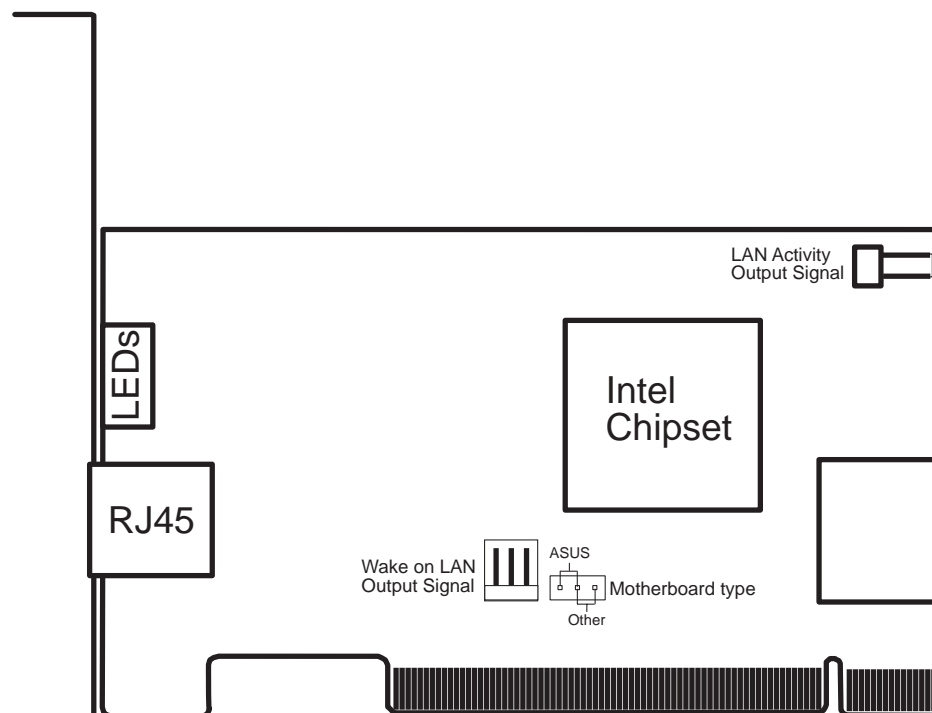 LAN Activity
Output Signal
LEDs
Intel
Chipset
RJ45
Wake on LAN
Output Signal
ASUS
Motherboard type
Other